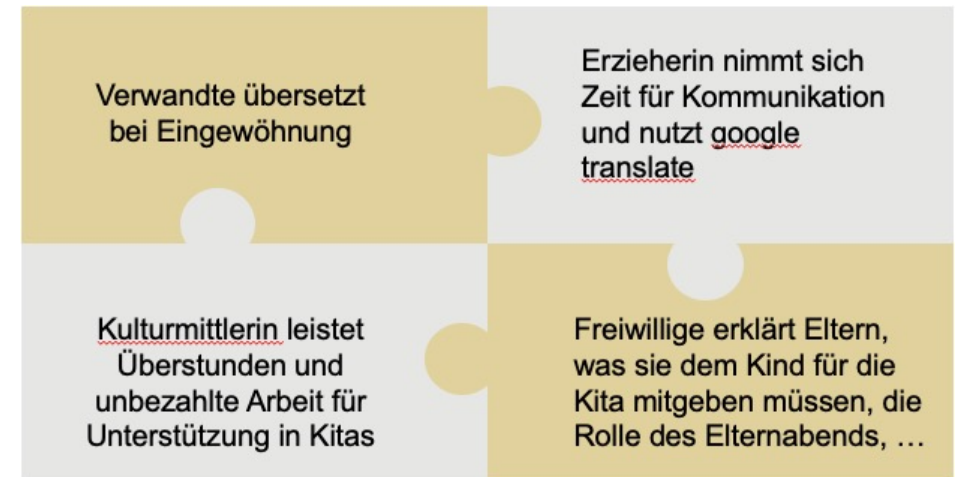 Verwandte übersetzt
bei Eingewöhnung
Erzieherin nimmt sich
Zeit für Kommunikation
und nutzt google
translate
Kulturmittlerin leistet
Überstunden und
unbezahlte Arbeit für
Unterstützung in Kitas
Freiwillige erklärt Eltern,
was sie dem Kind für die
Kita mitgeben müssen, die
Rolle des Elternabends, …